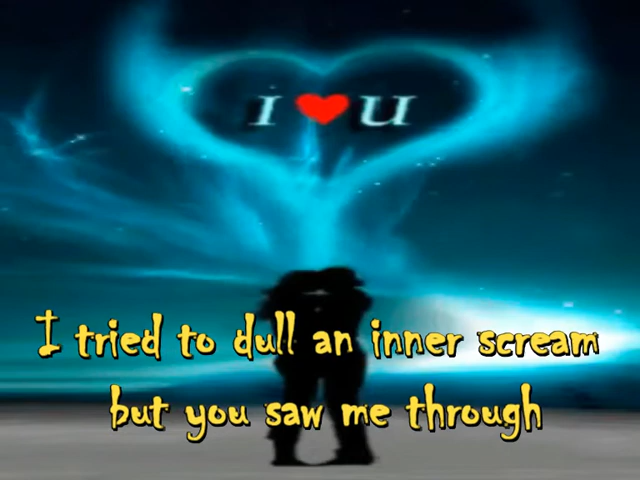 I ❤ U
I tried to dull an inner scream
but you saw me through